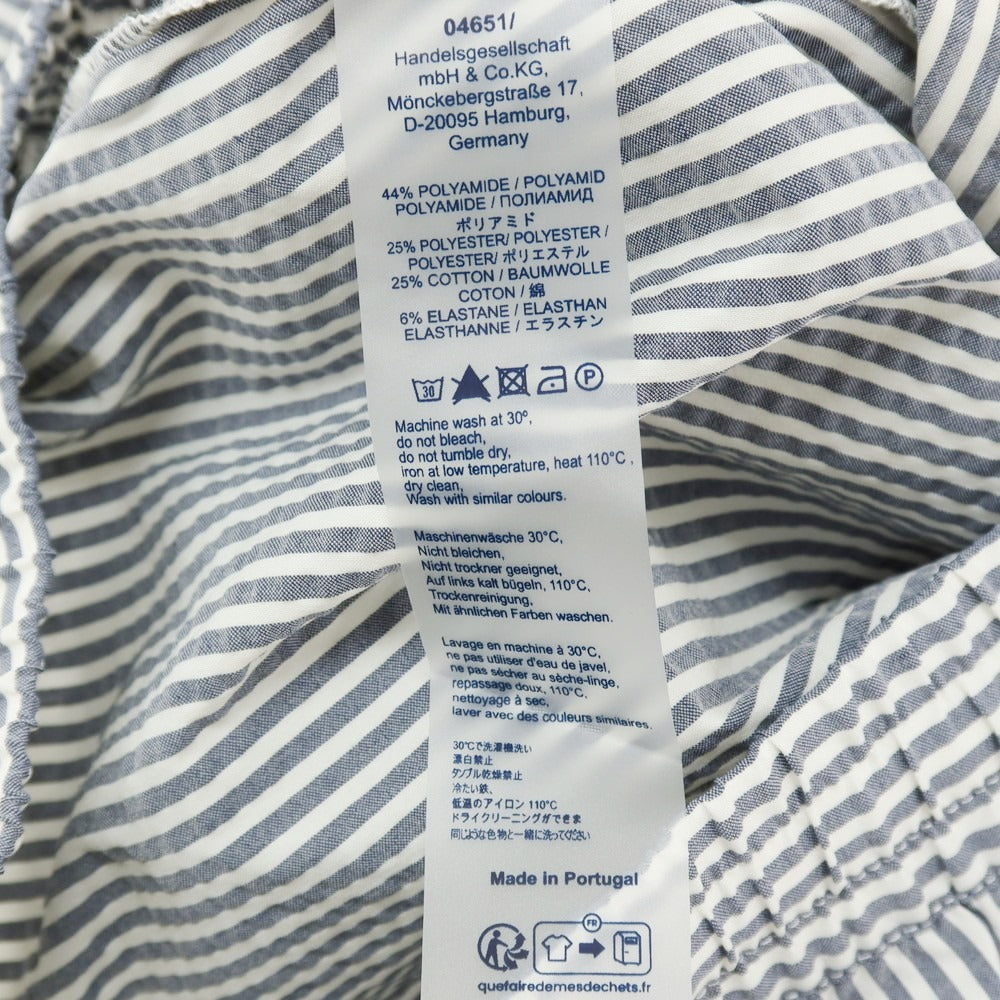 04651/
Handelsgesellschaft
mbH & Co.KG,
Mönckebergstraße 17,
D-20095 Hamburg,
Germany
44% POLYAMIDE / POLYAMID
POLYAMIDE / ПОЛИАМИД
ポリアミド
25% POLYESTER/ POLYESTER /
POLYESTER/ ポリエステル
25% COTTON / BAUMWOLLE
COTON / 綿
6% ELASTANE / ELASTHAN
ELASTHANNE / エラスチン
30 P
Machine wash at 30º,
do not bleach,
do not tumble dry,
iron at low temperature, heat 110°C ,
dry clean,
Wash with similar colours.
Maschinenwäsche 30°C,
Nicht bleichen,
Nicht trockner geeignet,
Auf links kalt bügeln, 110°C,
Trockenreinigung,
Mit ähnlichen Farben waschen.
Lavage en machine à 30°C,
ne pas utiliser d'eau de javel,
ne pas sécher au sèche-linge,
repassage doux, 110°C,
nettoyage à sec,
laver avec des couleurs similaires.
30°Cで洗濯機洗い
漂白禁止
タンブル乾燥禁止
冷たい鉄、
低温のアイロン 110°C
ドライクリーニングができま
同じような色物と一緒に洗ってください
Made in Portugal
FR
quefairedemesdechets.fr